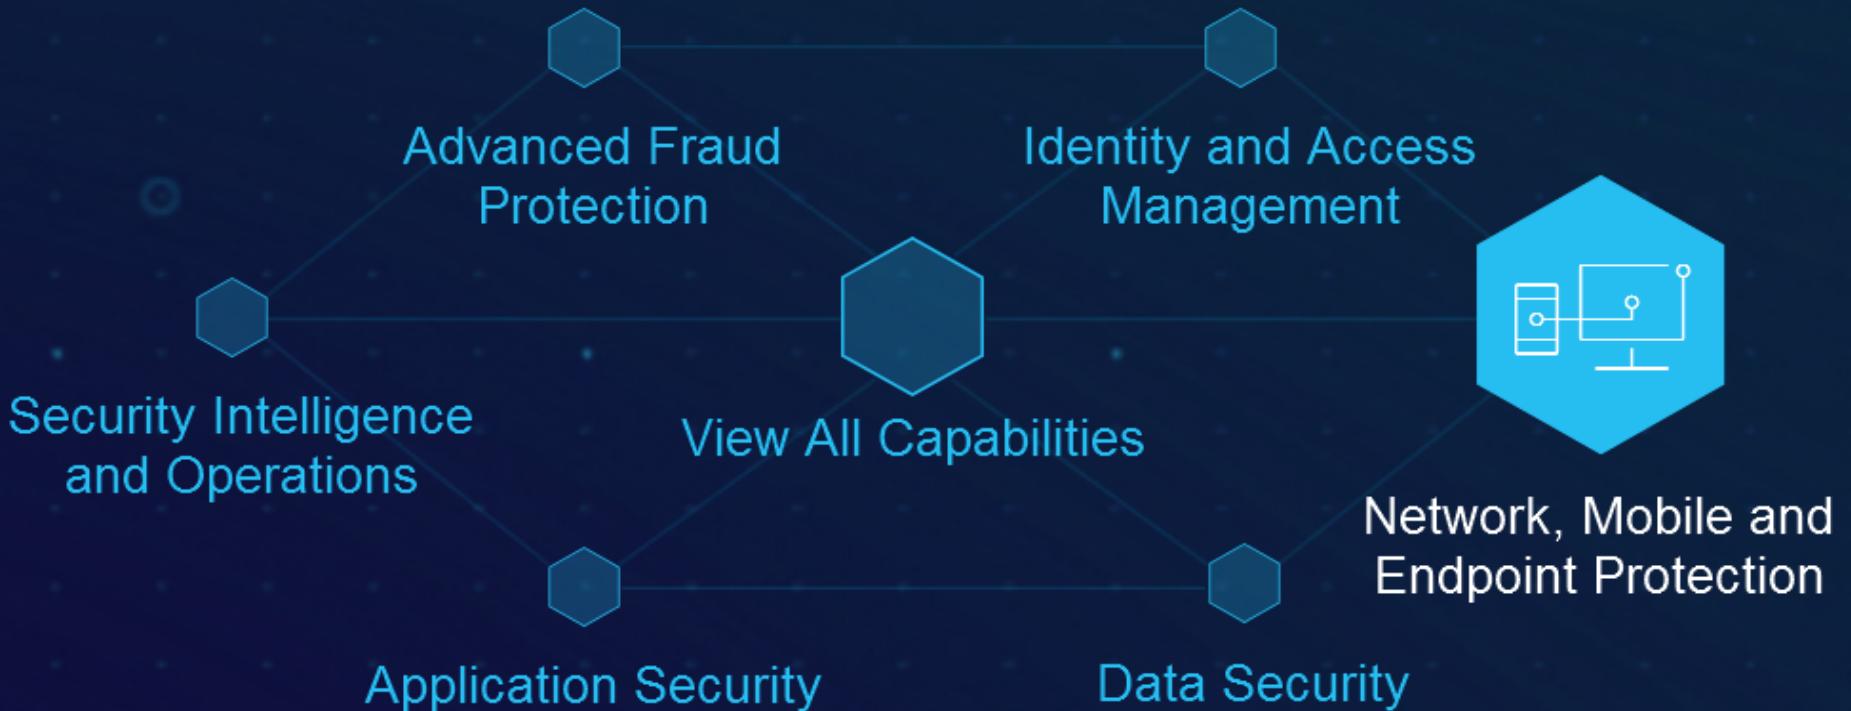 Advanced Fraud
Protection
Identity and Access
Management
Security Intelligence
and Operations
View All Capabilities
Network, Mobile and
Endpoint Protection
Application Security
Data Security